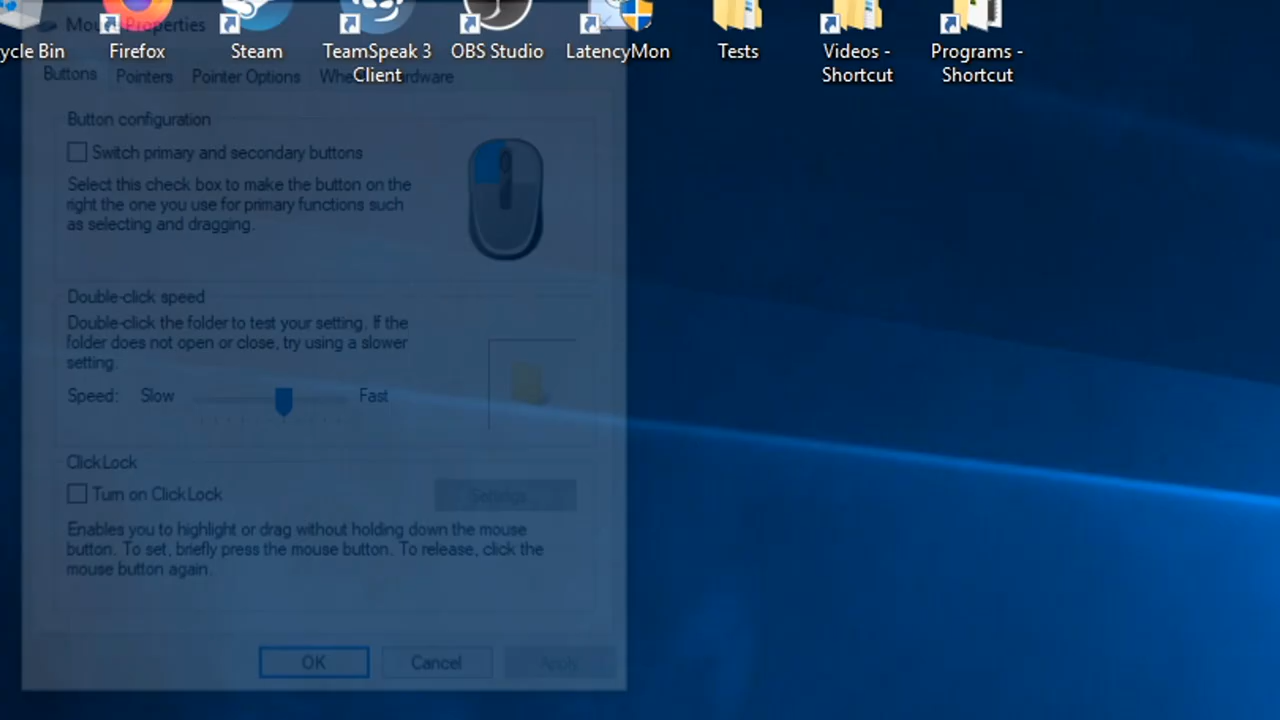 Mouse Properties
cycle Bin
Firefox
Steam
TeamSpeak 3
Client
OBS Studio
LatencyMon
Tests
Videos -
Shortcut
Programs -
Shortcut
Buttons
Pointers
Pointer Options
Button configuration
Switch primary and secondary buttons
Select this check box to make the button on the
right the one you use for primary functions such
as selecting and dragging.
Double-click speed
Double-click the folder to test your setting. If the
folder does not open or close, try using a slower
setting.
Speed: Slow Fast
ClickLock
Turn on ClickLock
Settings...
Enables you to highlight or drag without holding down the mouse
button. To set, briefly press the mouse button. To release, click the
mouse button again.
OK
Cancel
Apply